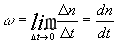 ω = lim Δt→0 Δn/Δt = dn/dt